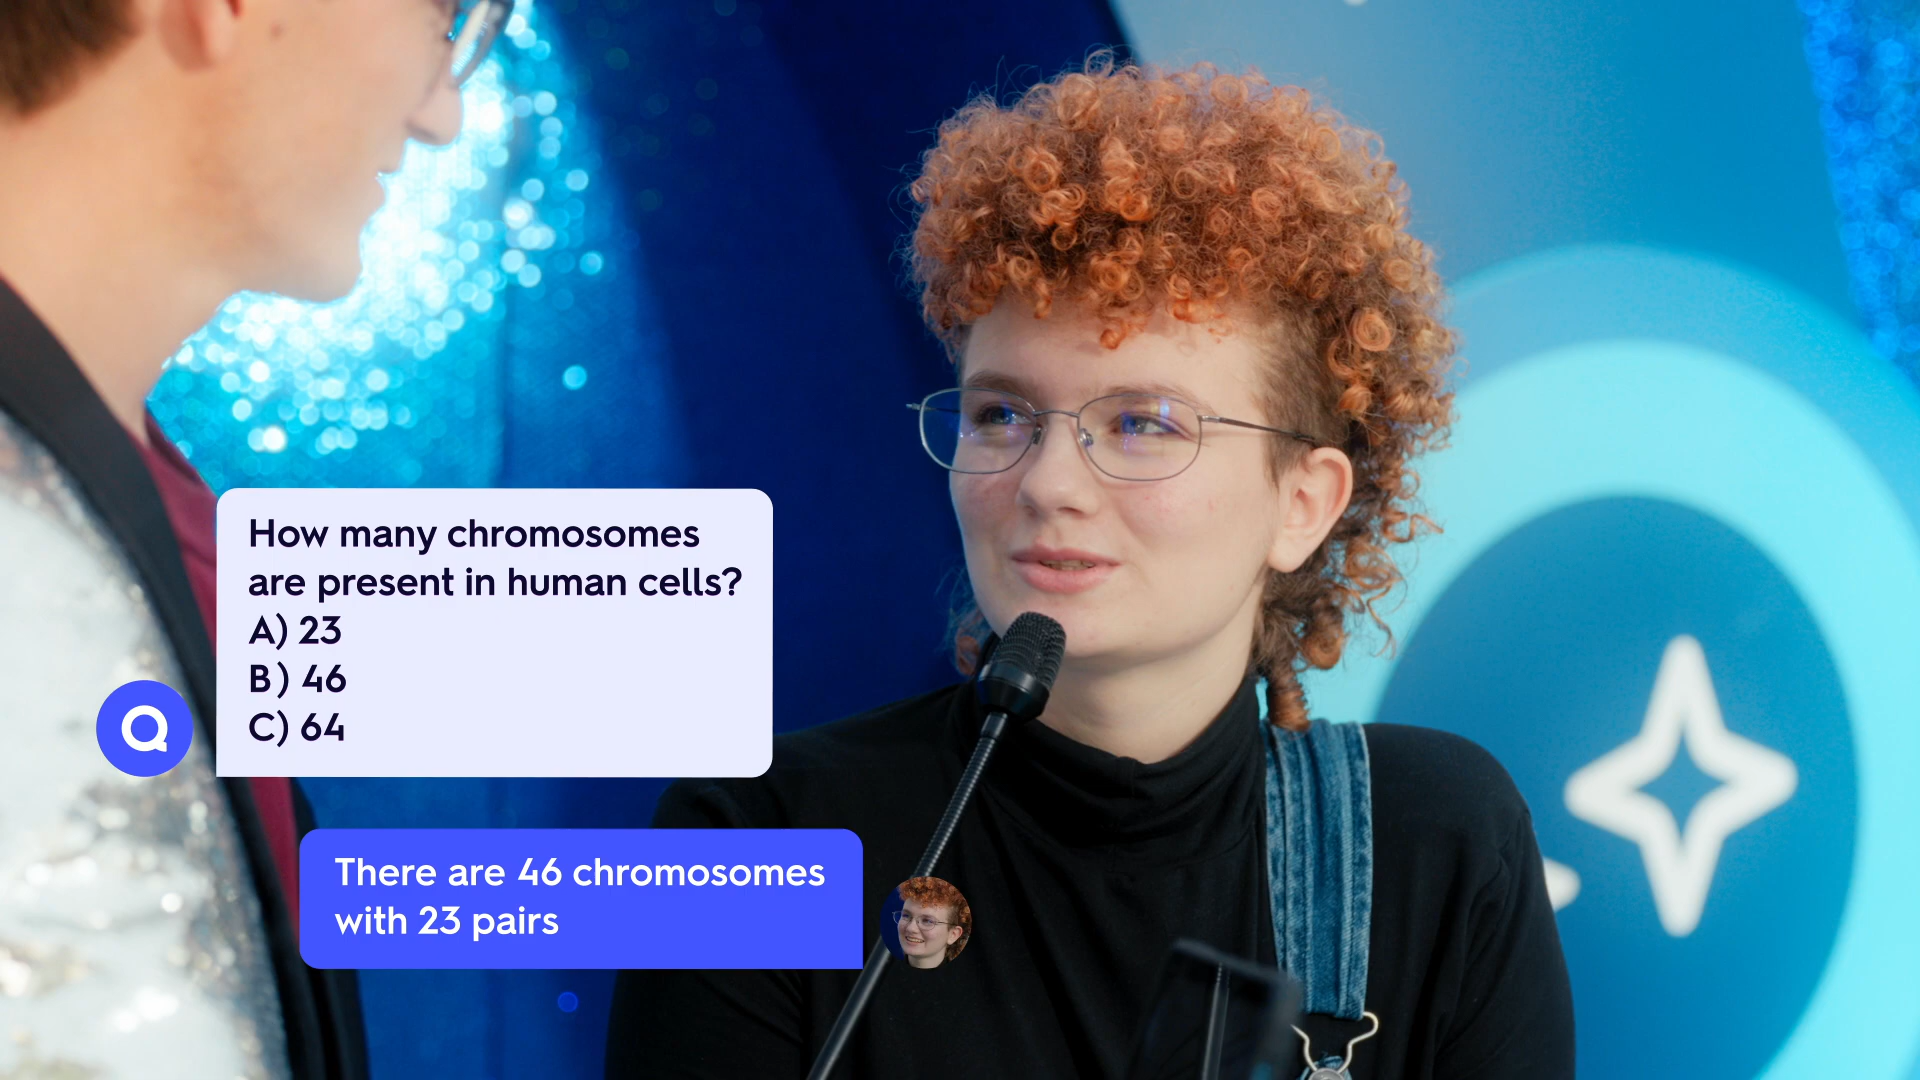 How many chromosomes
are present in human cells?
A) 23
B) 46
C) 64
There are 46 chromosomes
with 23 pairs